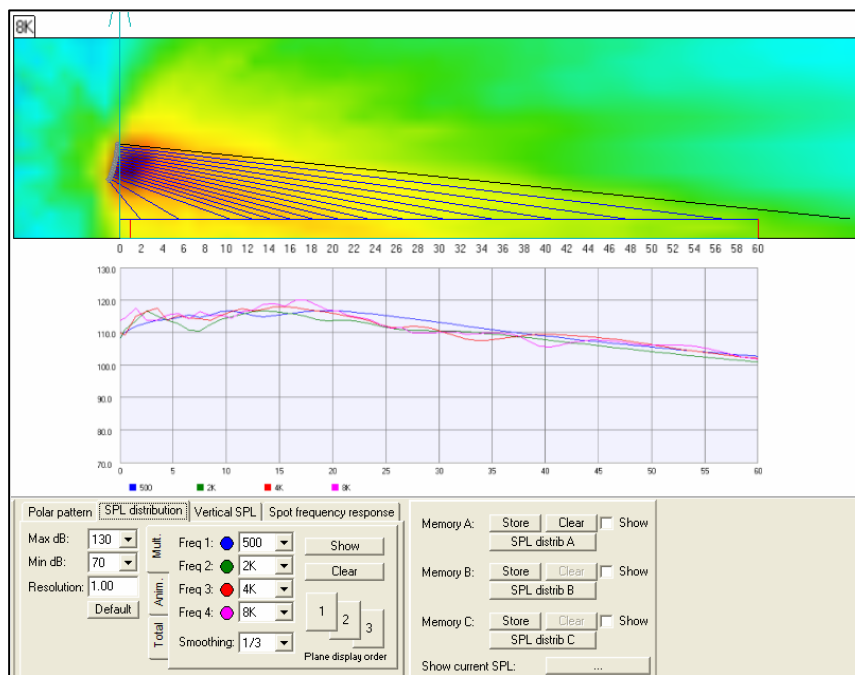 8K
0 2 4 6 8 10 12 14 16 18 20 22 24 26 28 30 32 34 36 38 40 42 44 46 48 50 52 54 56 58 60
130.0
120.0
110.0
100.0
90.0
80.0
70.0
0 5 10 15 20 25 30 35 40 45 50 55 60
500 2K 4K 8K
Polar pattern SPL distribution Vertical SPL Spot frequency response
Max dB: 130
Min dB: 70
Resolution: 1.00
Default
Mult.
Anim.
Total
Freq 1: 500 Show
Freq 2: 2K Clear
Freq 3: 4K
Freq 4: 8K
1 2 3
Smoothing: 1/3
Plane display order
Memory A: Store Clear Show
SPL distrib A
Memory B: Store Clear Show
SPL distrib B
Memory C: Store Clear Show
SPL distrib C
Show current SPL: ...